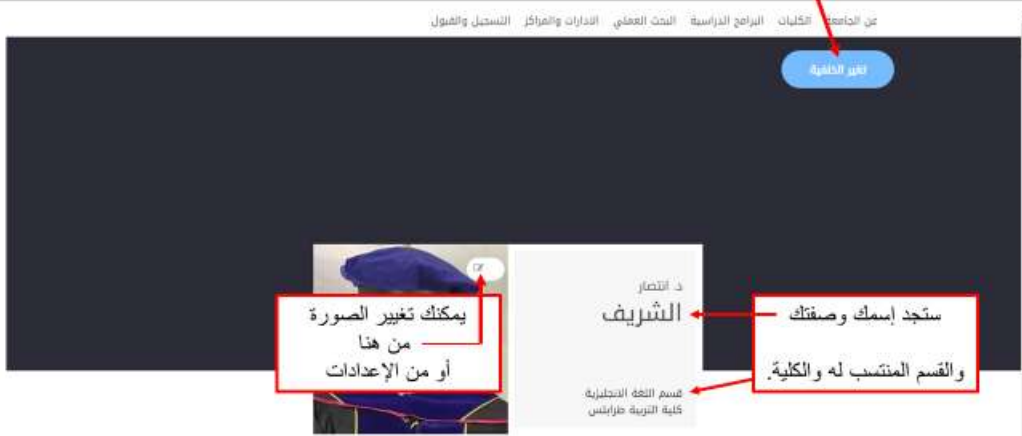 عن الجامعة الكليات البرامج الدراسية البحث العملي الادارات والمراكز التسجيل والقبول
تغير الخلفية
د. انتصار
الشريف
ستجد إسمك وصفتك
والقسم المنتسب له والكلية.
يمكنك تغيير الصورة
من هنا
أو من الإعدادات
قسم اللغة الانجليزية
كلية التربية طرابلس